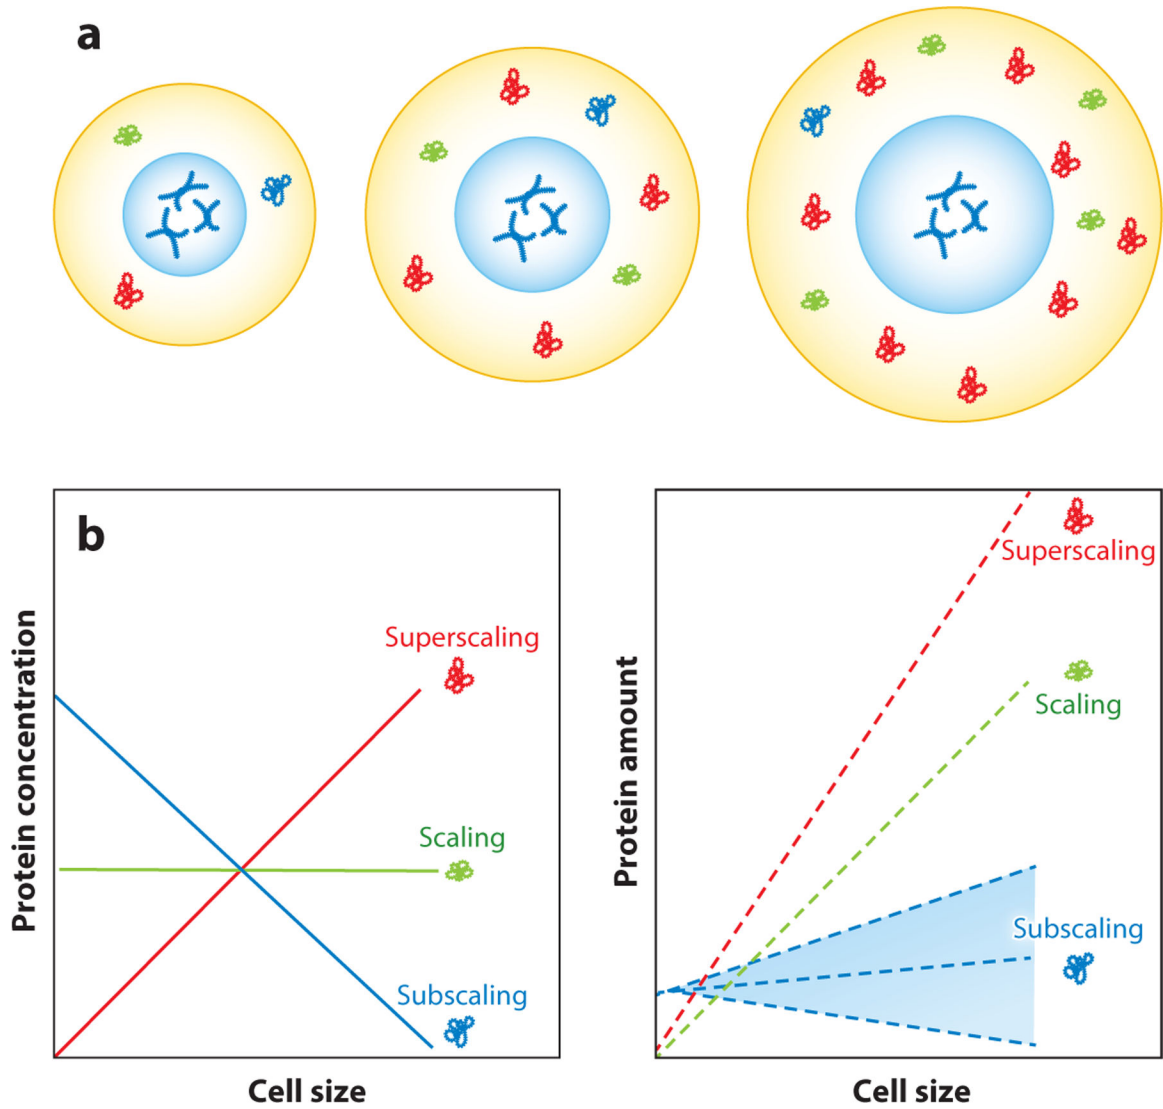 a
b
Protein concentration
Superscaling
Scaling
Subscaling
Cell size
Protein amount
Superscaling
Scaling
Subscaling
Cell size